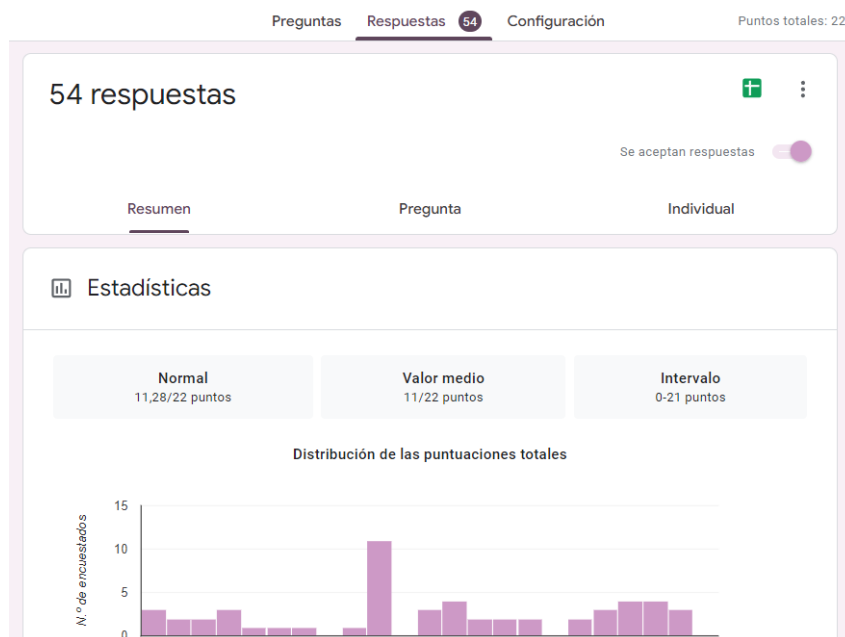 Preguntas Respuestas 54 Configuración Puntos totales: 22
54 respuestas
Se aceptan respuestas
Resumen Pregunta Individual
Estadísticas
Normal Valor medio Intervalo
11,28/22 puntos 11/22 puntos 0-21 puntos
Distribución de las puntuaciones totales
N.º de encuestados
15
10
5
0